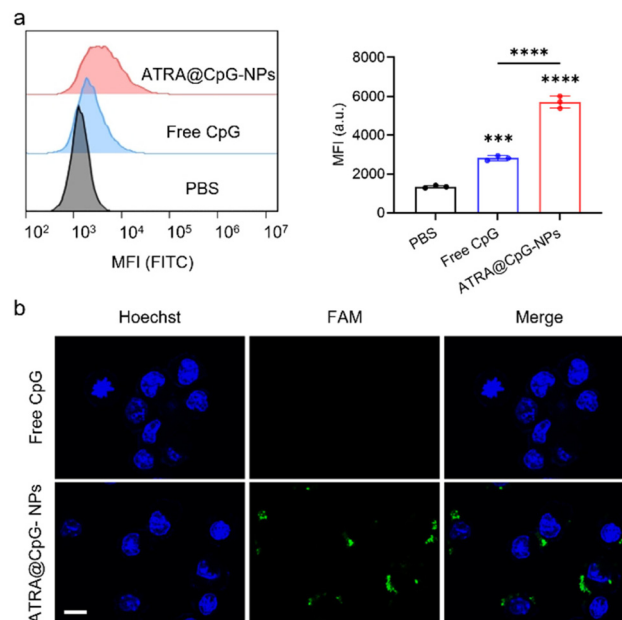 a
ATRA@CpG-NPs
Free CpG
PBS
10² 10³ 10⁴ 10⁵ 10⁶ 10⁷
MFI (FITC)
8000
6000
4000
2000
0
MFI (a.u.)
****
****
***
PBS
Free CpG
ATRA@CpG-NPs
b
Hoechst FAM Merge
Free CpG
ATRA@CpG- NPs